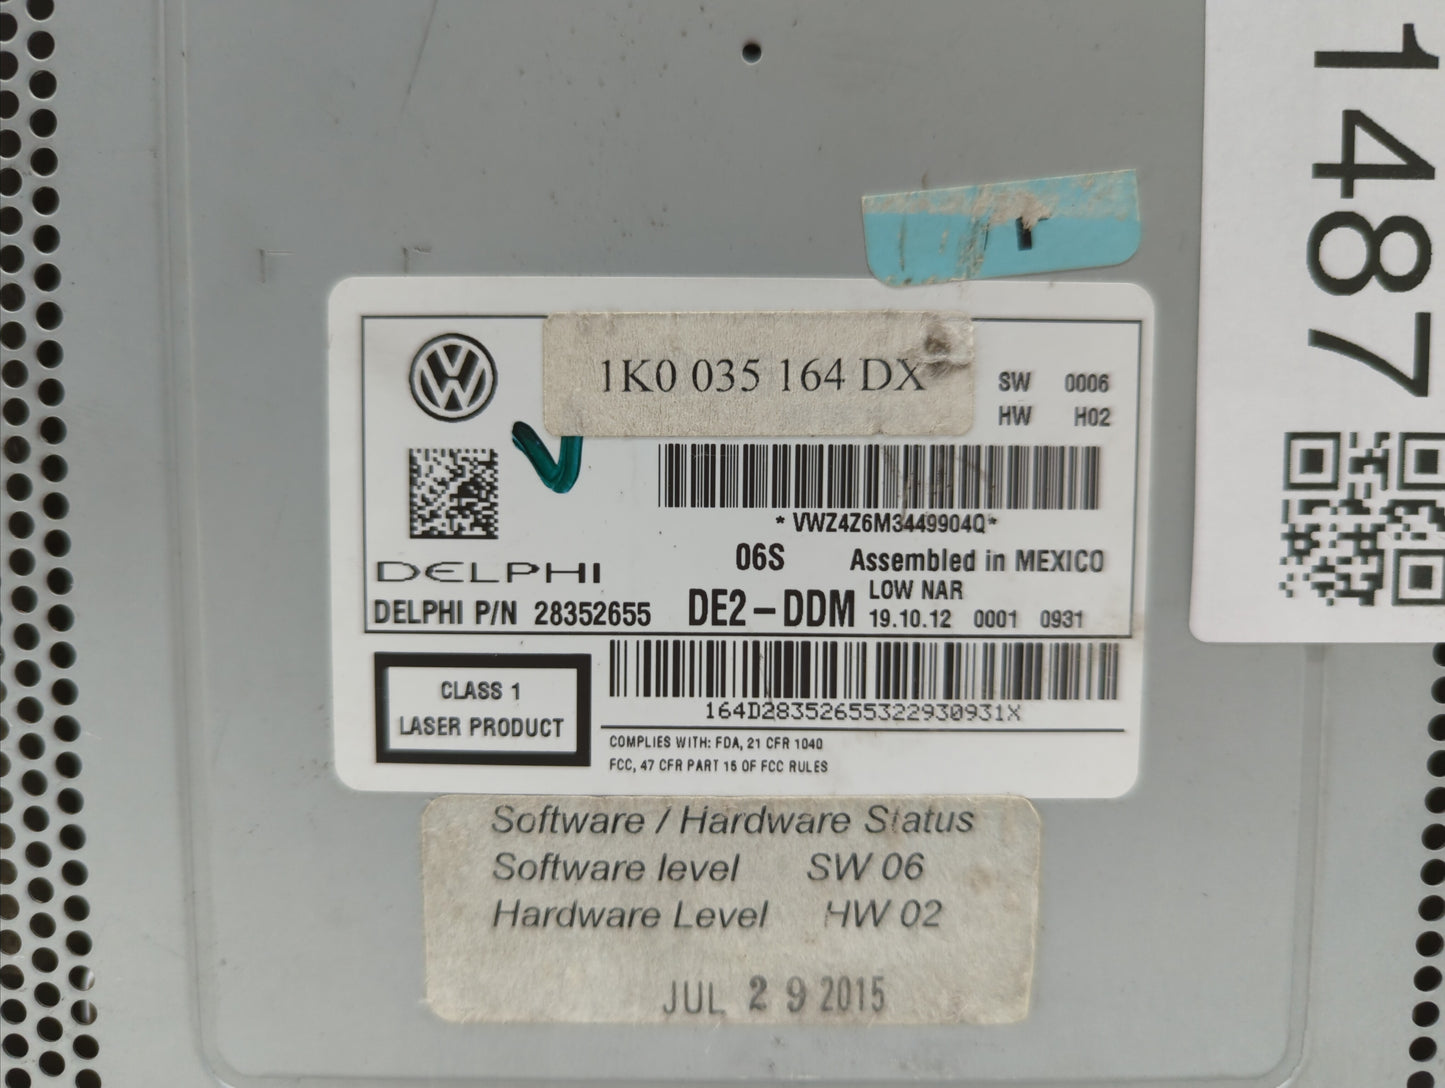 1K0 035 164 DX
SW 0006
HW H02
* VWZ4Z6M3449904Q*
06S Assembled in MEXICO
DELPHI
LOW NAR
DELPHI P/N 28352655 DE2-DDM 19.10.12 0001 0931
CLASS 1
LASER PRODUCT
164D28352655322930931X
COMPLIES WITH: FDA, 21 CFR 1040
FCC, 47 CFR PART 15 OF FCC RULES
Software / Hardware Status
Software level SW 06
Hardware Level HW 02
JUL 29 2015
1487